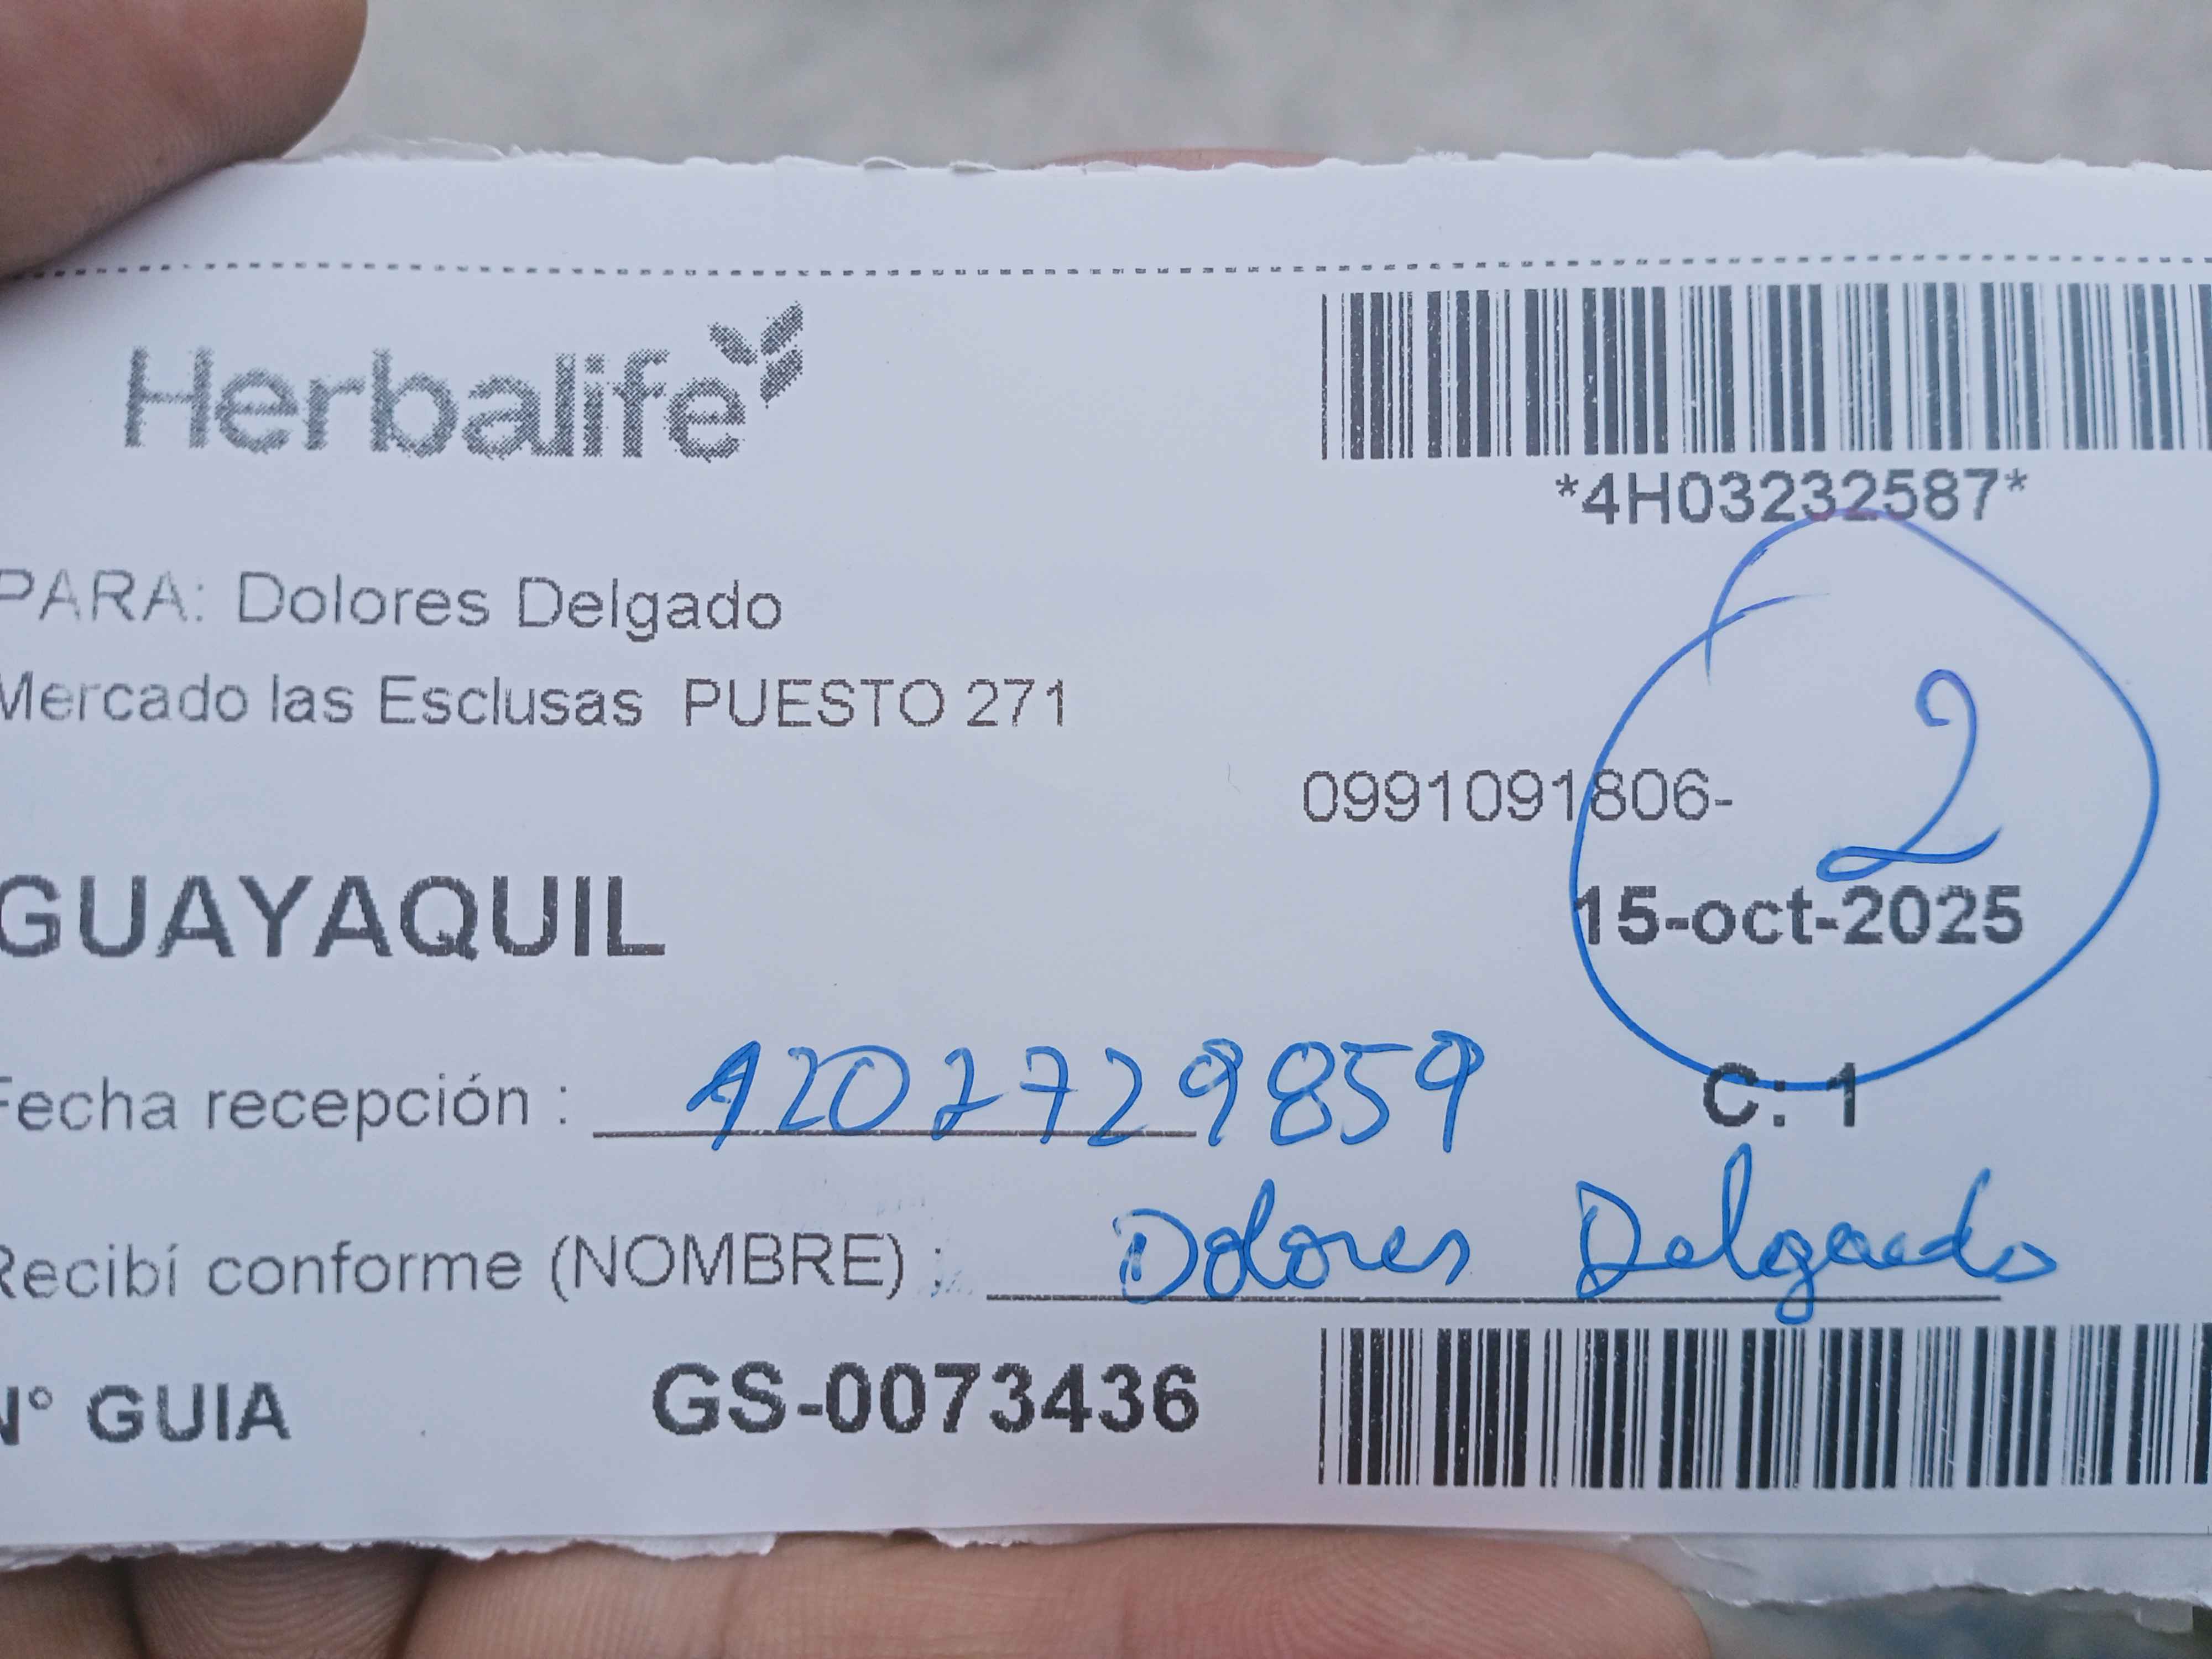 Herbalife
*4H03232587*
PARA: Dolores Delgado
Mercado las Esclusas PUESTO 271
0991091806-
2
GUAYAQUIL
15-oct-2025
Fecha recepción : 1202729859
C: 1
Recibí conforme (NOMBRE) : Dolores Delgado
N° GUIA GS-0073436